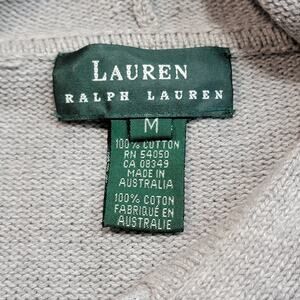 LAUREN
RALPH LAUREN
M
100% COTTON
RN 54050
CA 08349
MADE IN
AUSTRALIA
100% COTON
FABRIQUÉ EN
AUSTRALIE